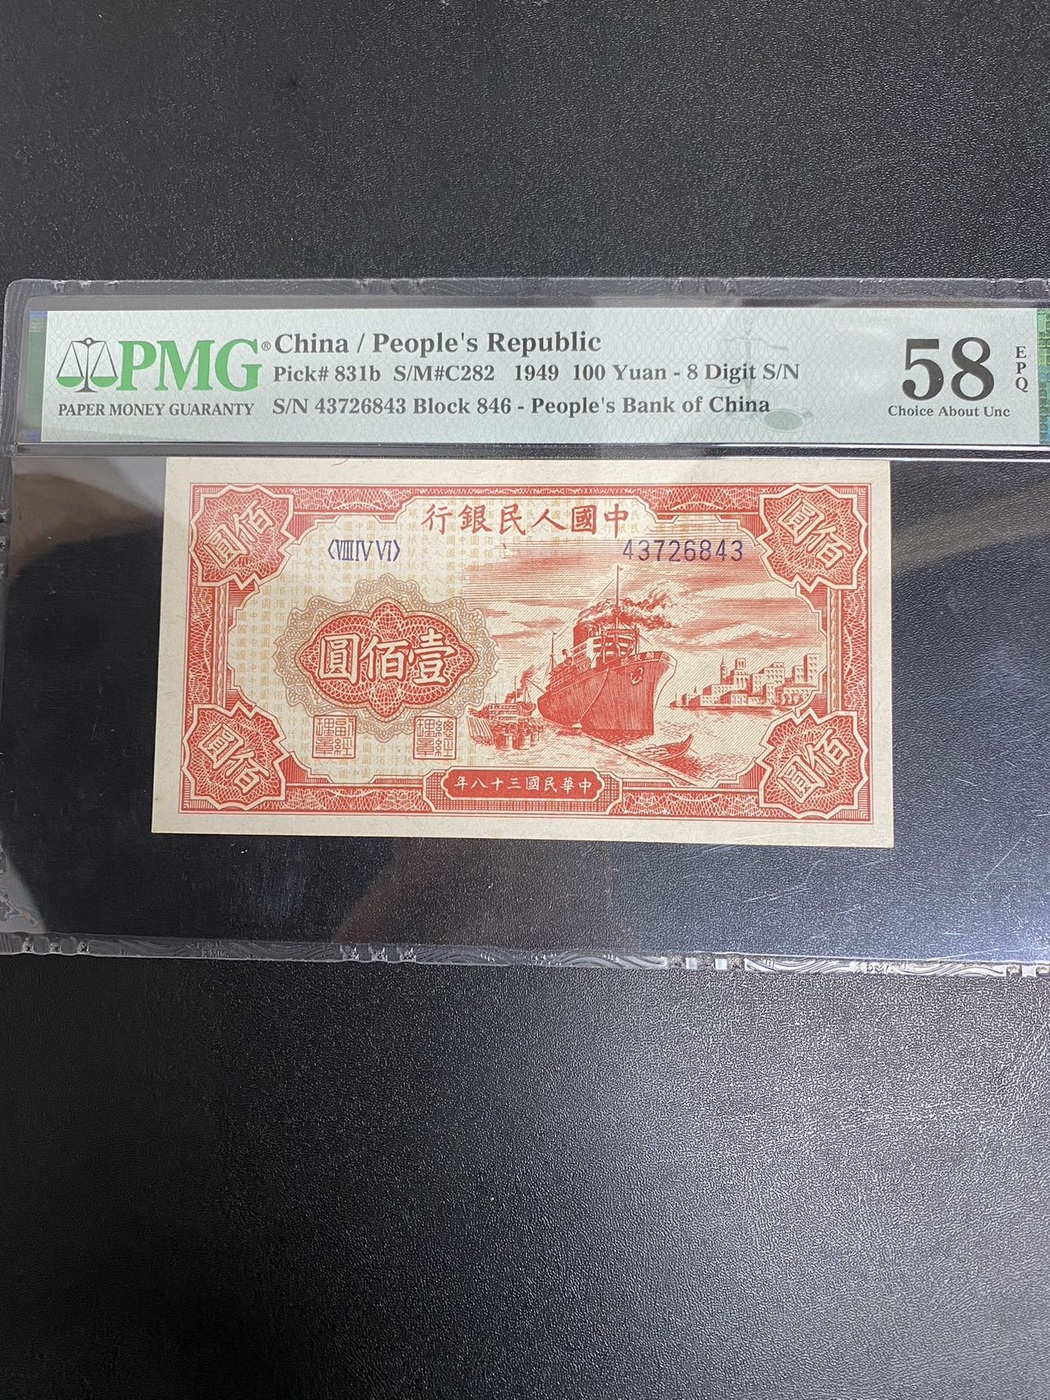 PMG®
PAPER MONEY GUARANTY
China / People's Republic
Pick# 831b S/M#C282 1949 100 Yuan - 8 Digit S/N
S/N 43726843 Block 846 - People's Bank of China
58
EPQ
Choice About Unc
佰圓
行銀民人國中
佰圓
〈VIII IV VI〉
43726843
圓佰壹
佰圓
年八十三國民華中
佰圓